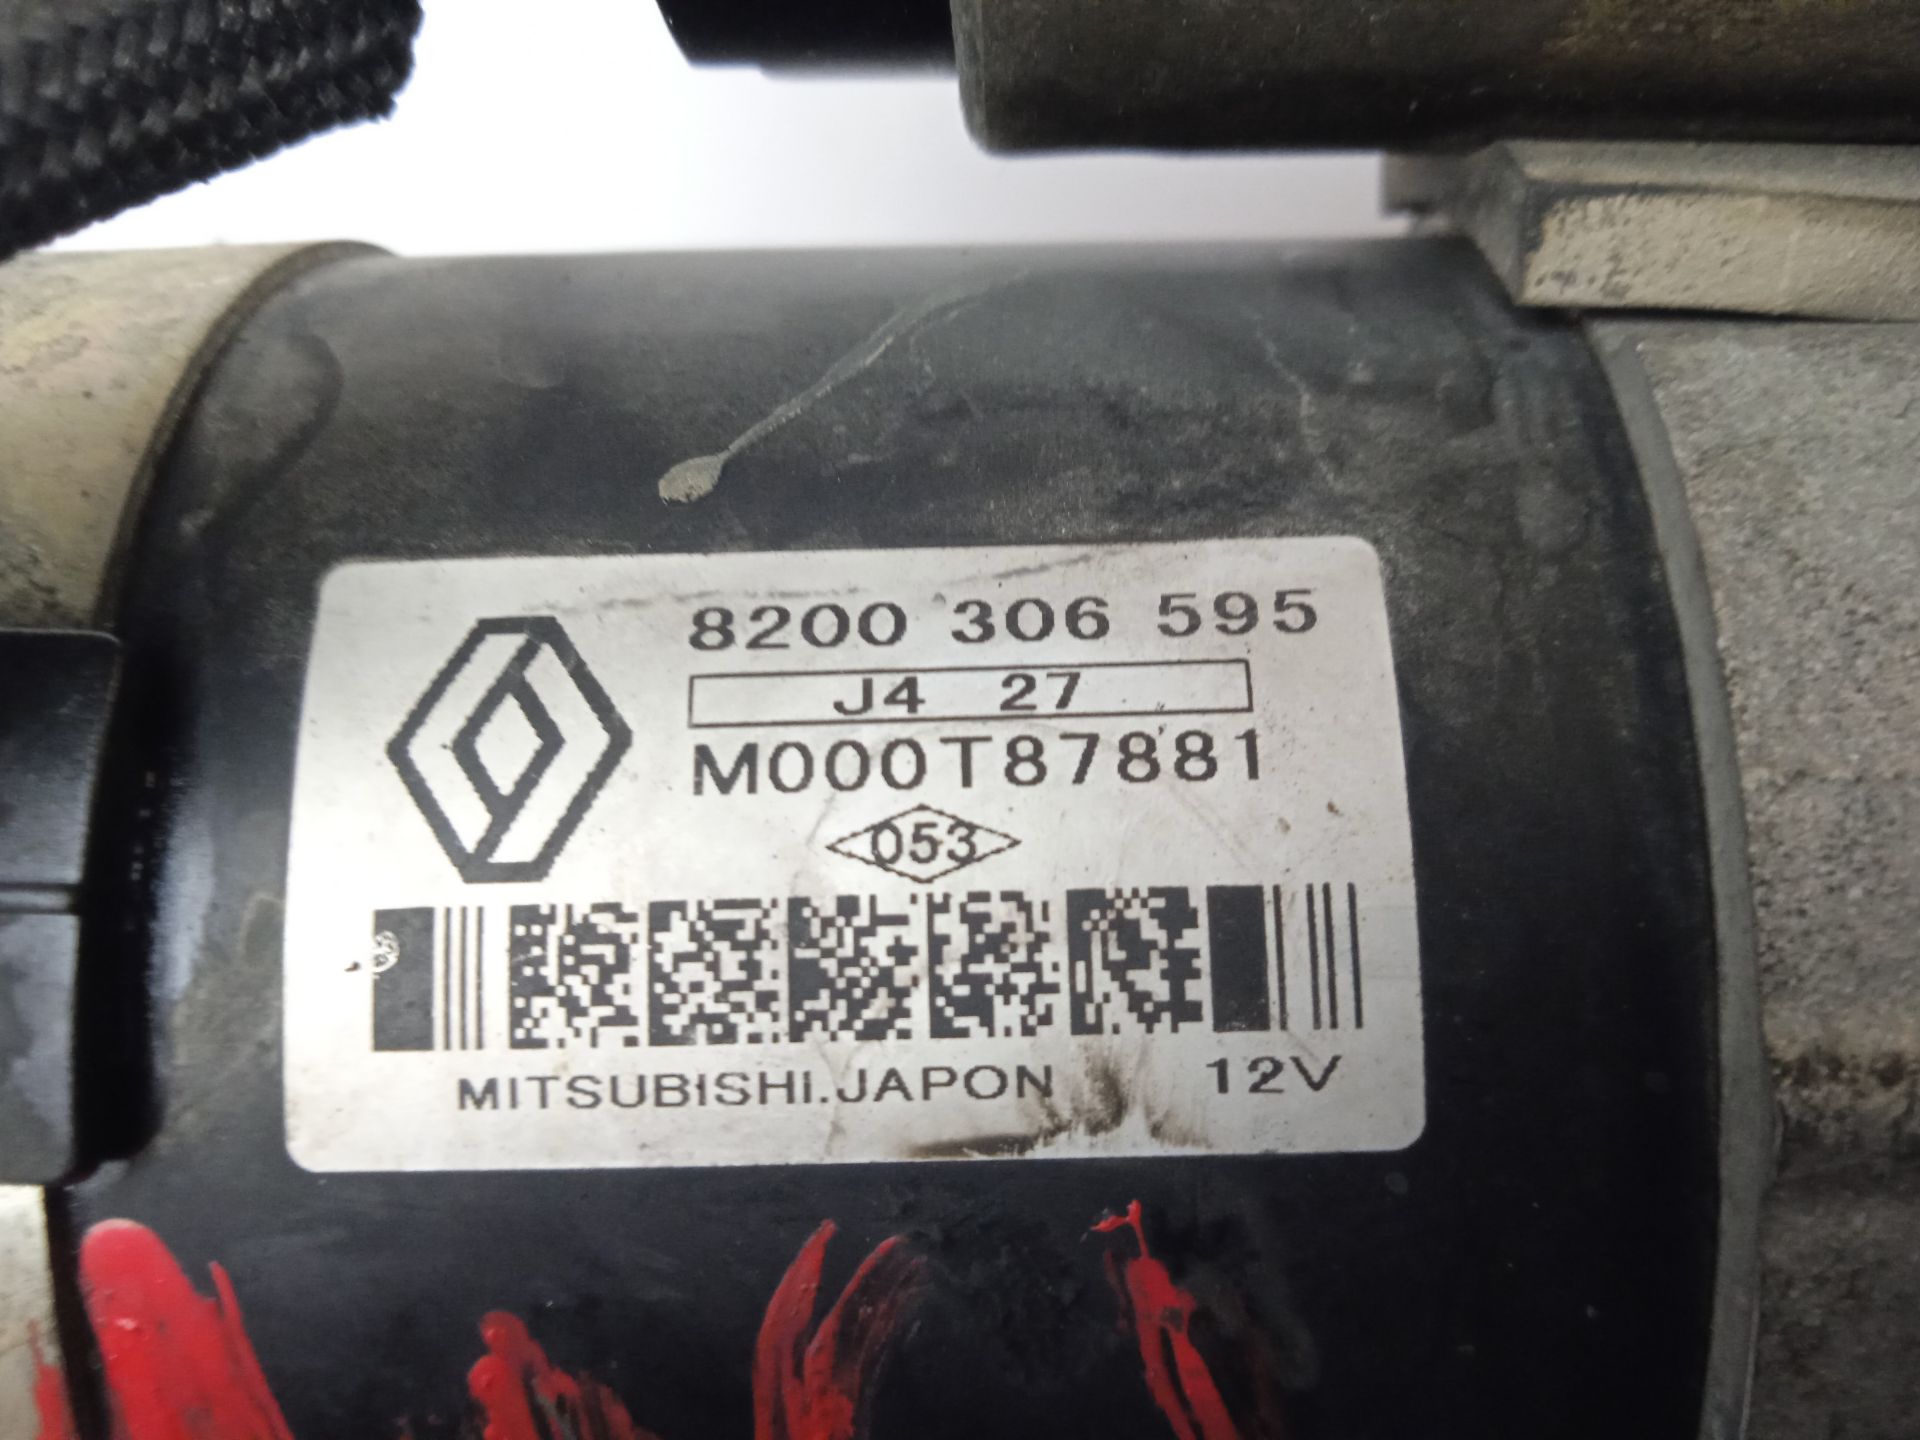 8200 306 595
J4 27
M000T87881
053
MITSUBISHI.JAPON 12V